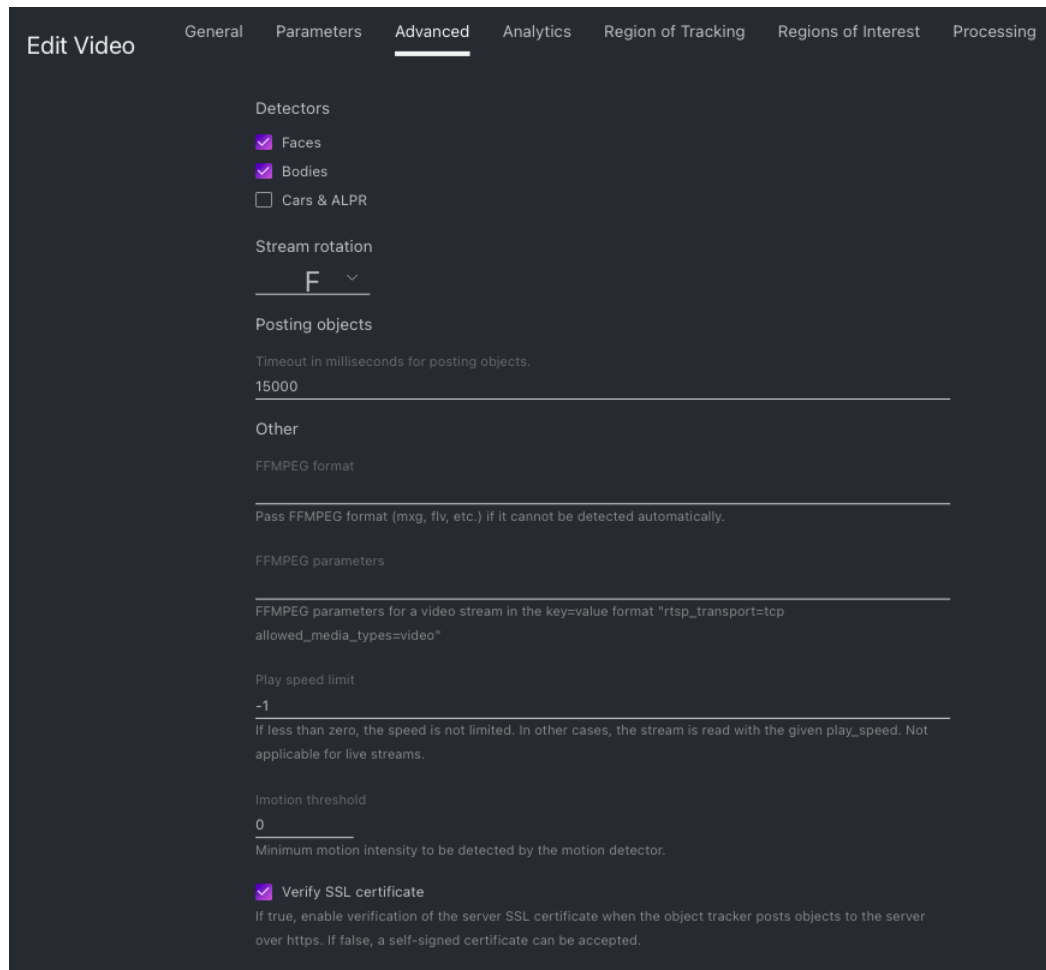 Edit Video
General Parameters Advanced Analytics Region of Tracking Regions of Interest Processing
Detectors
Faces
Bodies
Cars & ALPR
Stream rotation
F
Posting objects
Timeout in milliseconds for posting objects.
15000
Other
FFMPEG format
Pass FFMPEG format (mxg, flv, etc.) if it cannot be detected automatically.
FFMPEG parameters
FFMPEG parameters for a video stream in the key=value format "rtsp_transport=tcp
allowed_media_types=video"
Play speed limit
-1
If less than zero, the speed is not limited. In other cases, the stream is read with the given play_speed. Not
applicable for live streams.
Imotion threshold
0
Minimum motion intensity to be detected by the motion detector.
Verify SSL certificate
If true, enable verification of the server SSL certificate when the object tracker posts objects to the server
over https. If false, a self-signed certificate can be accepted.